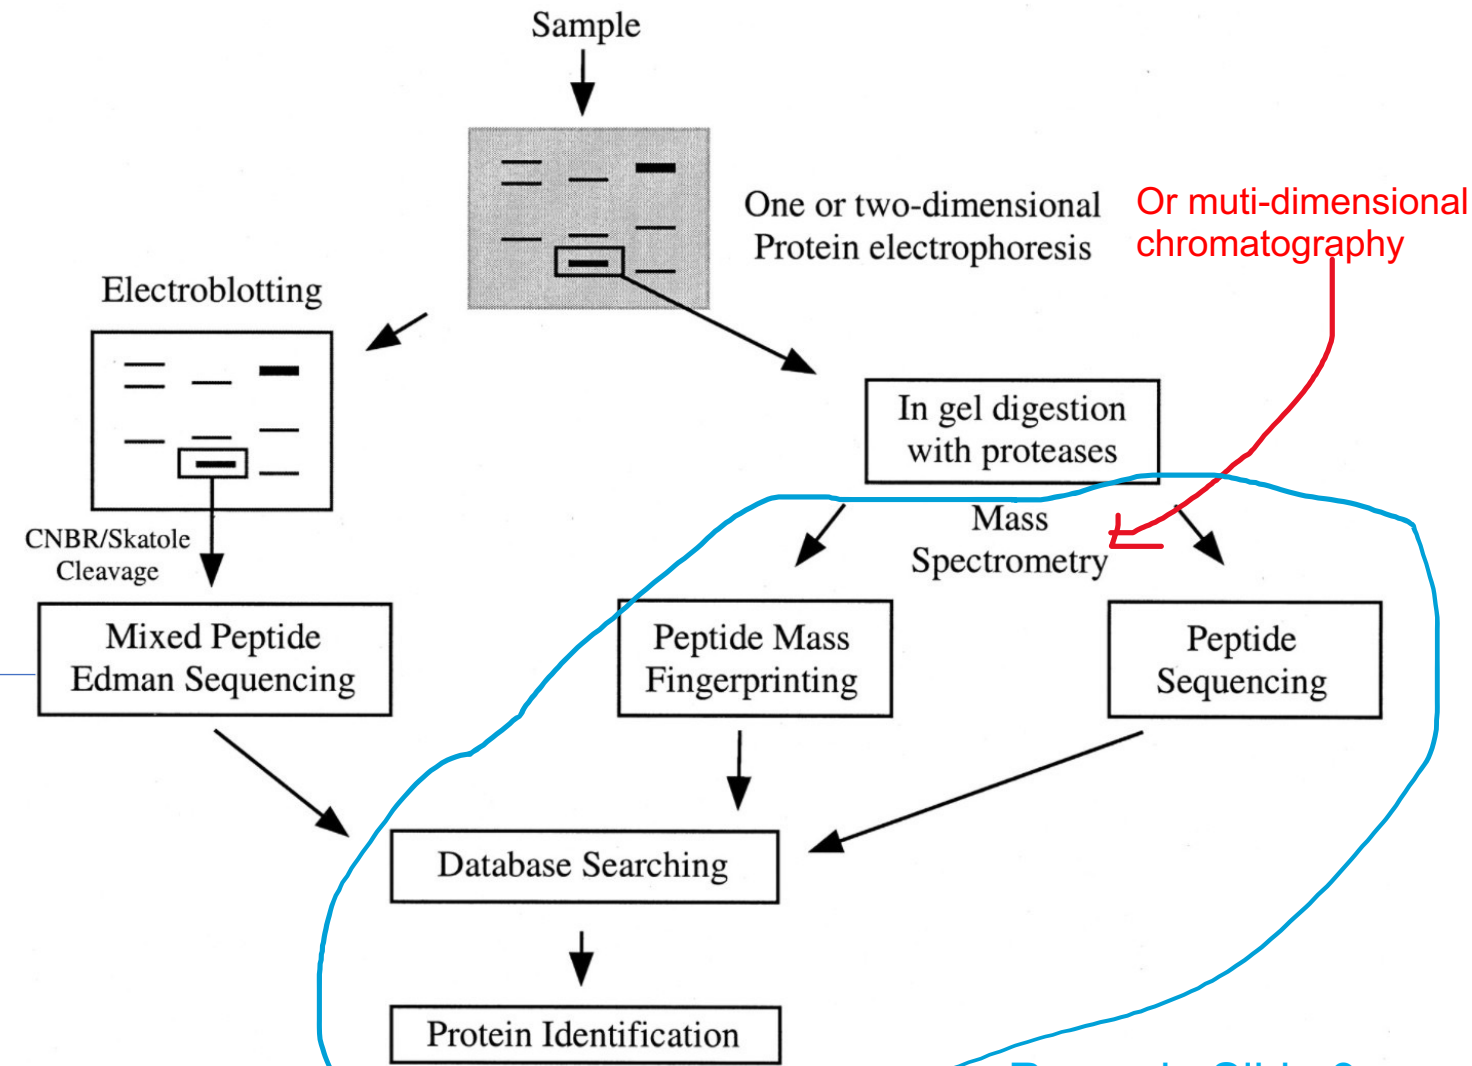 Sample
One or two-dimensional
Protein electrophoresis
Or muti-dimensional
chromatography
Electroblotting
In gel digestion
with proteases
CNBR/Skatole
Cleavage
Mass
Spectrometry
Mixed Peptide
Edman Sequencing
Peptide Mass
Fingerprinting
Peptide
Sequencing
Database Searching
Protein Identification